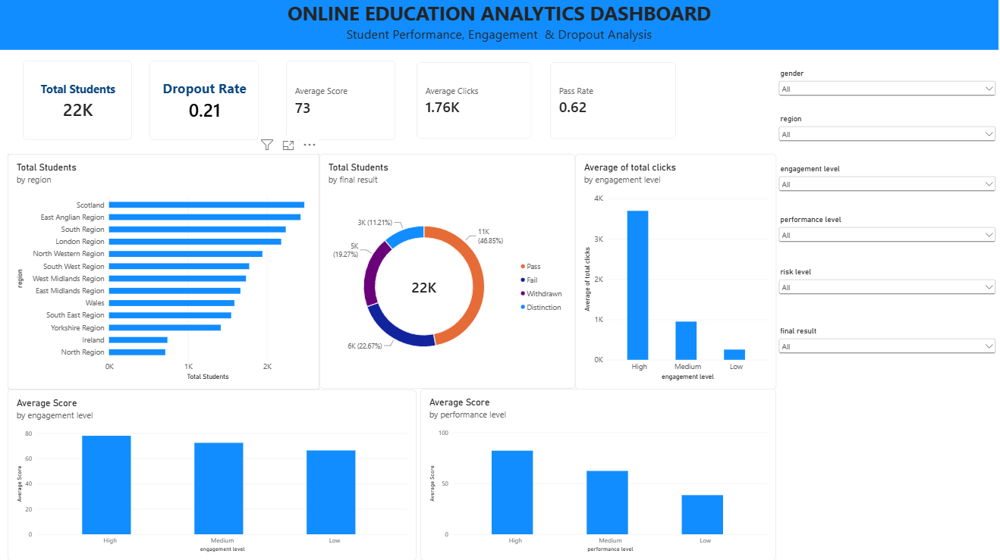 ONLINE EDUCATION ANALYTICS DASHBOARD
Student Performance, Engagement & Dropout Analysis
Total Students
22K
Dropout Rate
0.21
Average Score
73
Average Clicks
1.76K
Pass Rate
0.62
gender
All
region
All
engagement level
All
performance level
All
risk level
All
final result
All
Total Students
by region
region
Scotland
East Anglian Region
South Region
London Region
North Western Region
South West Region
West Midlands Region
East Midlands Region
Wales
South East Region
Yorkshire Region
Ireland
North Region
0K 1K 2K
Total Students
Total Students
by final result
3K (11.21%)
11K
(46.85%)
5K
(19.27%)
22K
6K (22.67%)
Pass
Fail
Withdrawn
Distinction
Average of total clicks
by engagement level
Average of total clicks
4K
3K
2K
1K
0K
High Medium Low
engagement level
Average Score
by engagement level
Average Score
80
60
40
20
0
High Medium Low
engagement level
Average Score
by performance level
Average Score
100
50
0
High Medium Low
performance level